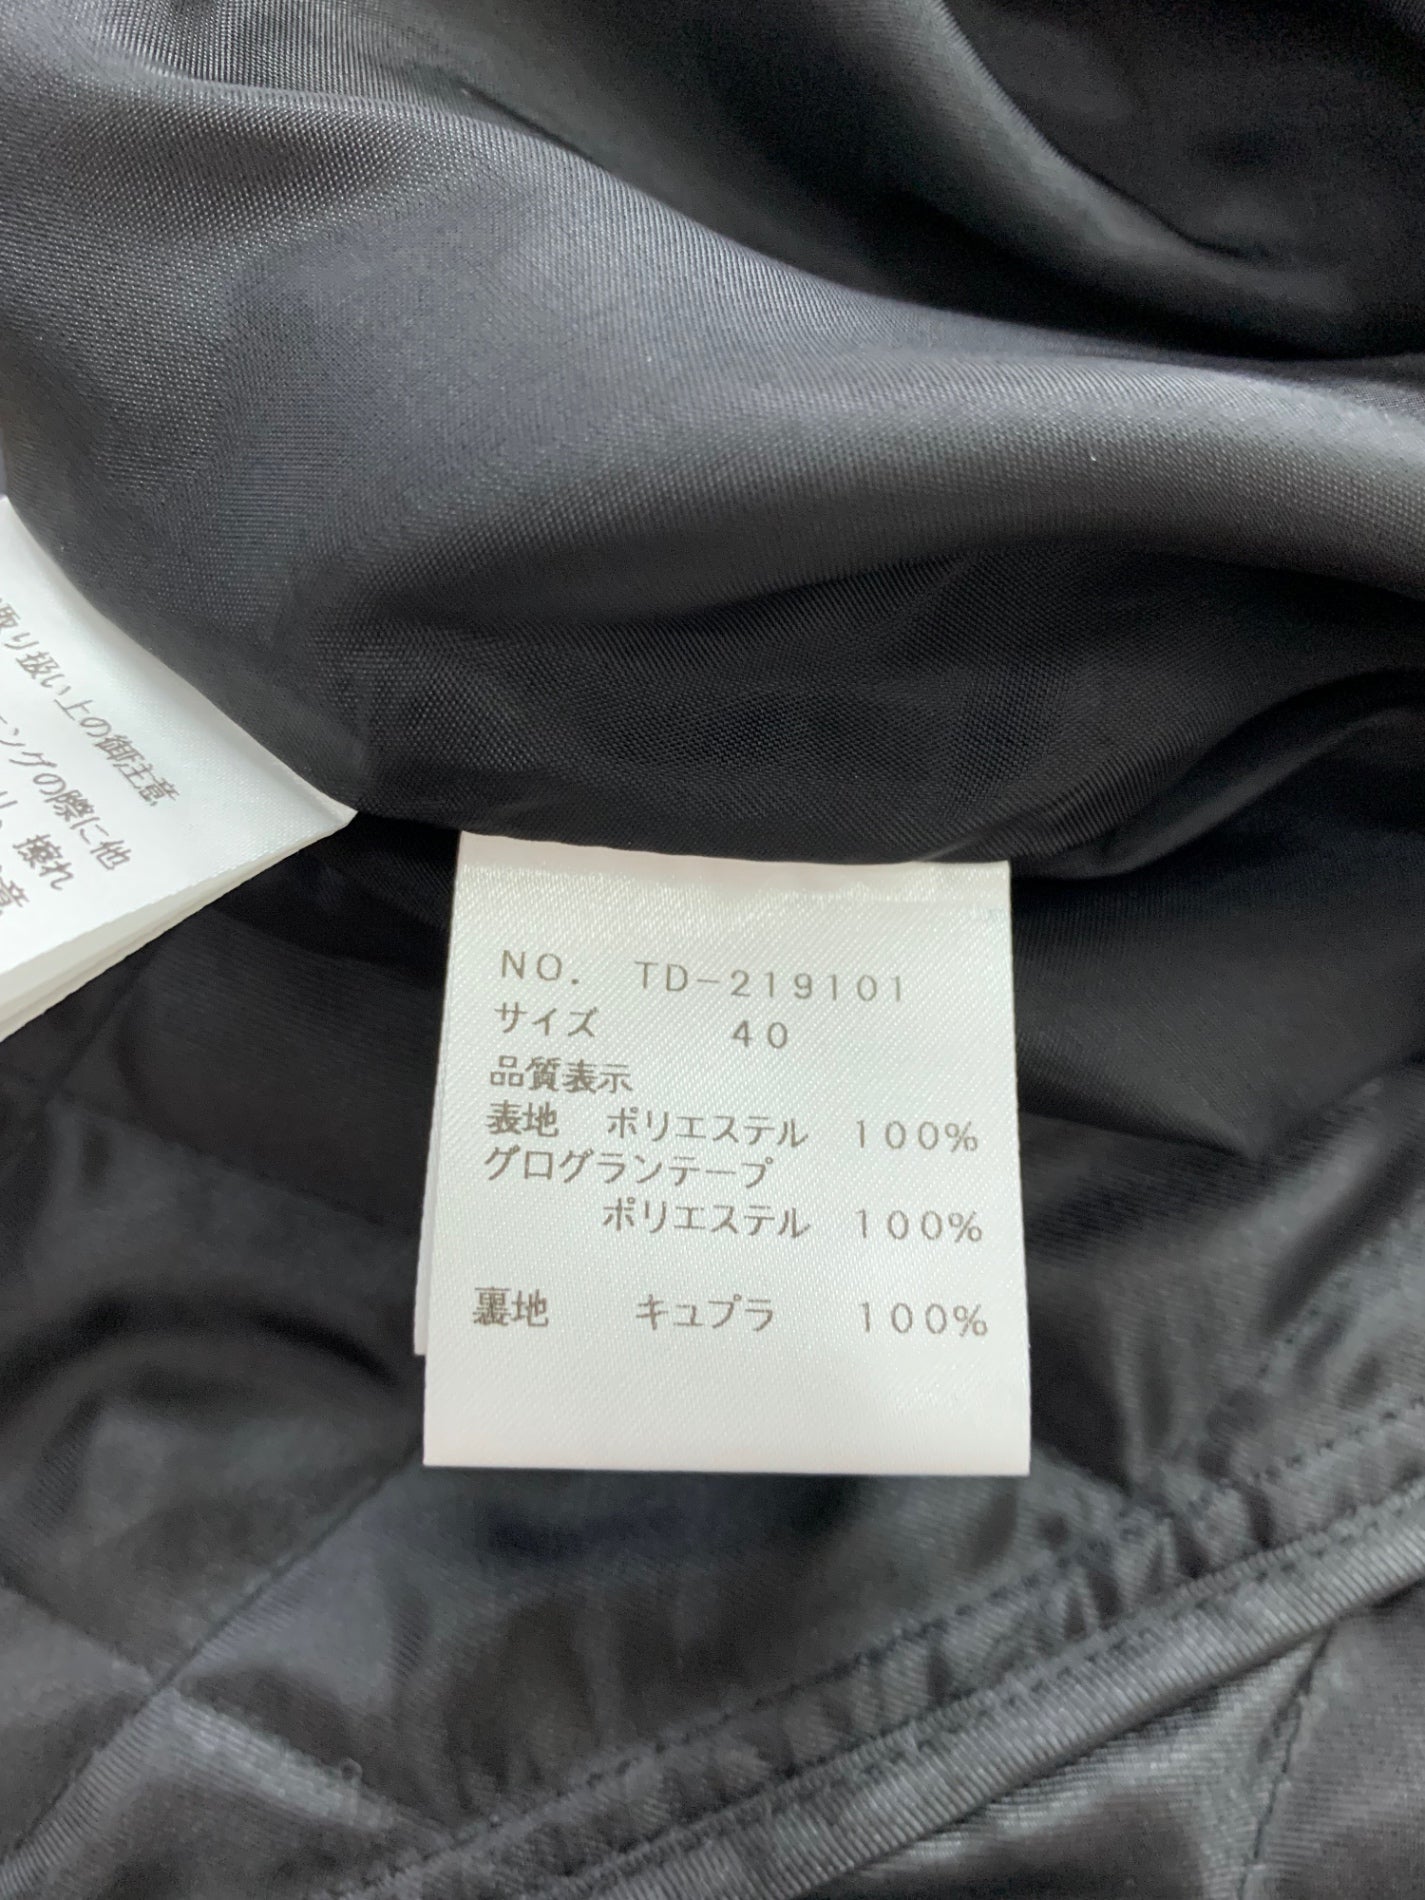 取り扱い上の御注意
ングの際に他
擦れ
意
NO. TD-219101
サイズ 40
品質表示
表地 ポリエステル 100%
グログランテープ
ポリエステル 100%
裏地 キュプラ 100%